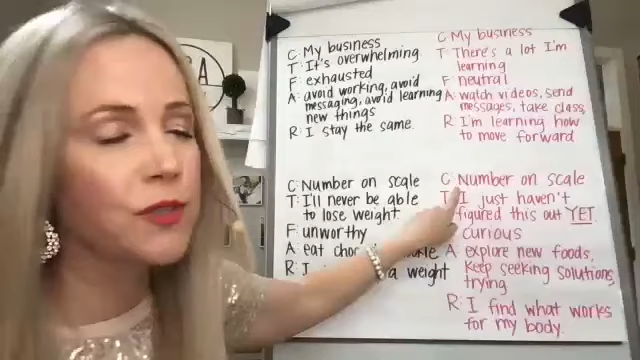 C: My business
T: It's overwhelming.
F: exhausted
A: avoid working, avoid
messaging, avoid learning
new things
R: I stay the same.
C: My business
T: There's a lot I'm
learning
F neutral
A: watch videos, send
messages, take class,
R: I'm learning how
to move forward
C: Number on scale
T: I'll never be able
to lose weight.
F: unworthy
A: eat
R: I a weight
C: Number on scale
T I just haven't
figured this out YET.
curious
A explore new foods,
Keep seeking solutions,
trying
R: I find what works
for my body.